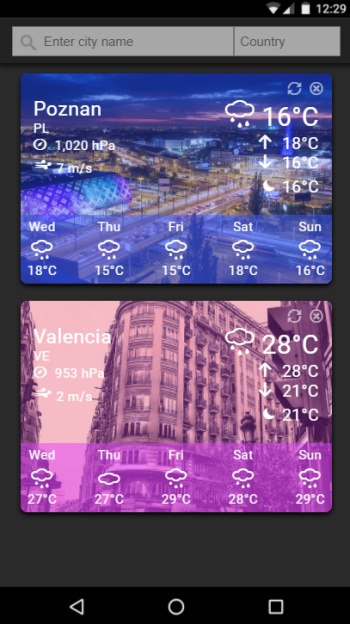 12:29
Enter city name Country
Poznan
PL
1,020 hPa
7 m/s
16°C
18°C
16°C
16°C
Wed Thu Fri Sat Sun
18°C 15°C 15°C 18°C 16°C
Valencia
VE
953 hPa
2 m/s
28°C
28°C
21°C
21°C
Wed Thu Fri Sat Sun
27°C 27°C 29°C 28°C 29°C